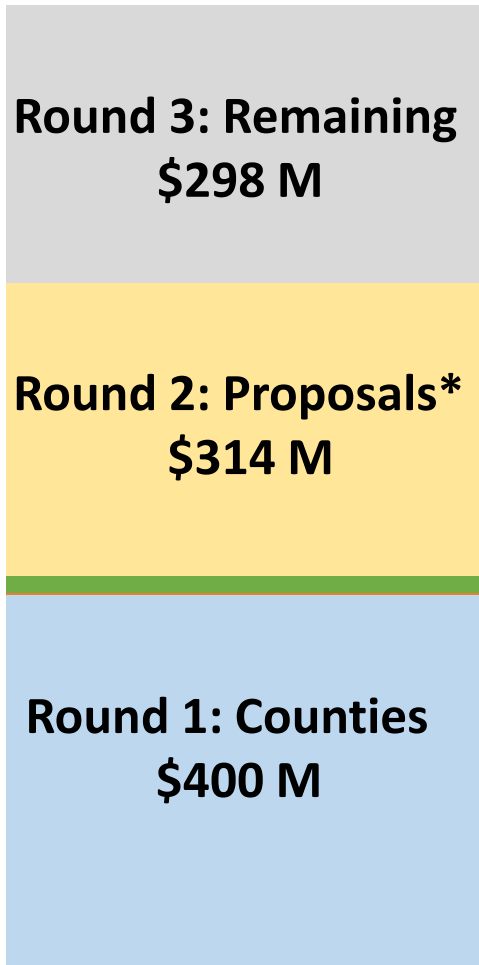 Round 3: Remaining
$298 M
Round 2: Proposals*
$314 M
Round 1: Counties
$400 M